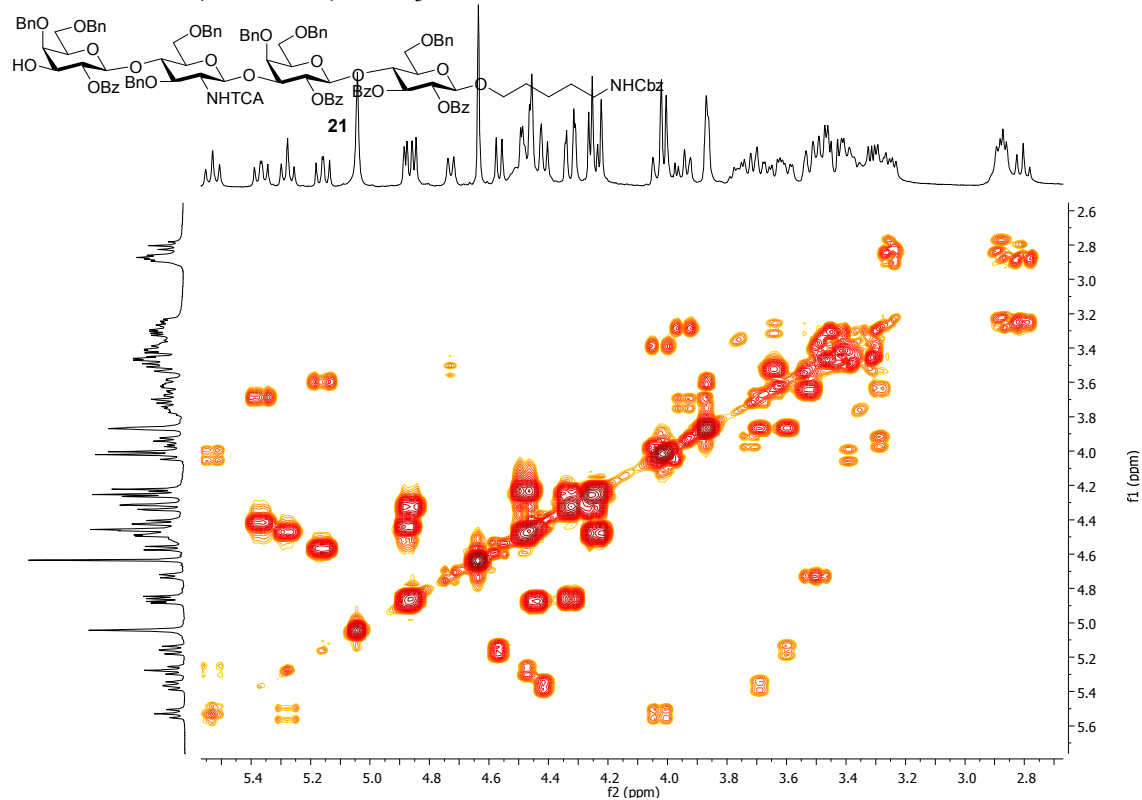 BnO OBn
OBn
BnO OBn
OBn
HO
O
O
O
O
O
O
O
O
NHCbz
OBz
BnO
NHTCA
OBz
BzO
OBz
21
2.6
2.8
3.0
3.2
3.4
3.6
3.8
4.0
4.2
4.4
4.6
4.8
5.0
5.2
5.4
5.6
f1 (ppm)
5.4 5.2 5.0 4.8 4.6 4.4 4.2 4.0 3.8 3.6 3.4 3.2 3.0 2.8
f2 (ppm)